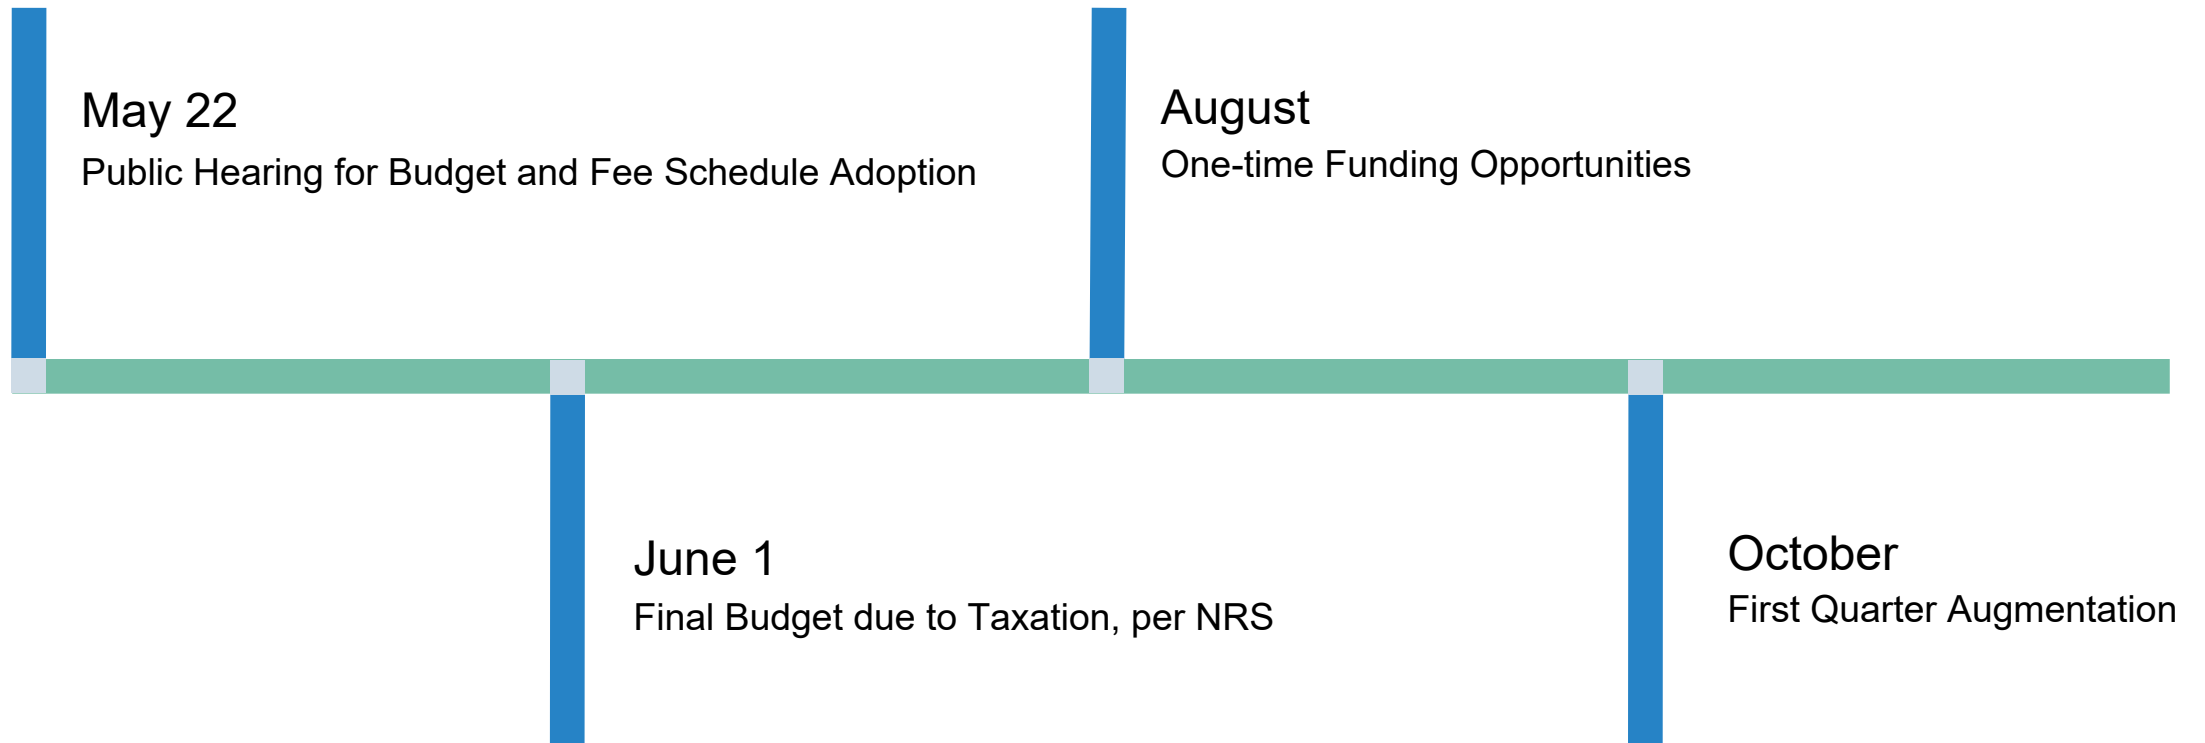 May 22
Public Hearing for Budget and Fee Schedule Adoption
August
One-time Funding Opportunities
June 1
Final Budget due to Taxation, per NRS
October
First Quarter Augmentation